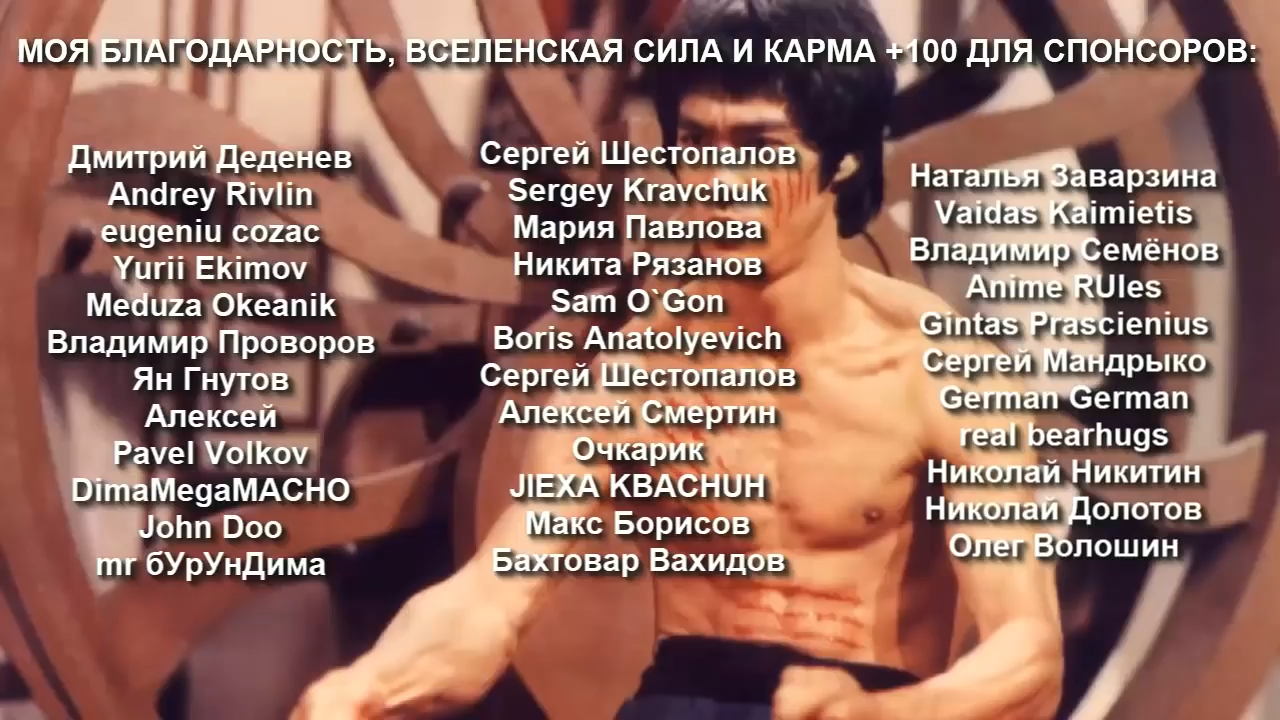 МОЯ БЛАГОДАРНОСТЬ, ВСЕЛЕНСКАЯ СИЛА И КАРМА +100 ДЛЯ СПОНСОРОВ:
Дмитрий Деденев
Andrey Rivlin
eugeniu cozac
Yurii Ekimov
Meduza Okeanik
Владимир Проворов
Ян Гнутов
Алексей
Pavel Volkov
DimaMegaMACHO
John Doo
mr бУрУнДима
Сергей Шестопалов
Sergey Kravchuk
Мария Павлова
Никита Рязанов
Sam O`Gon
Boris Anatolyevich
Сергей Шестопалов
Алексей Смертин
Очкарик
JIEXA KBACHUH
Макс Борисов
Бахтовар Вахидов
Наталья Заварзина
Vaidas Kaimietis
Владимир Семёнов
Anime RUles
Gintas Prascienius
Сергей Мандрыко
German German
real bearhugs
Николай Никитин
Николай Долотов
Олег Волошин